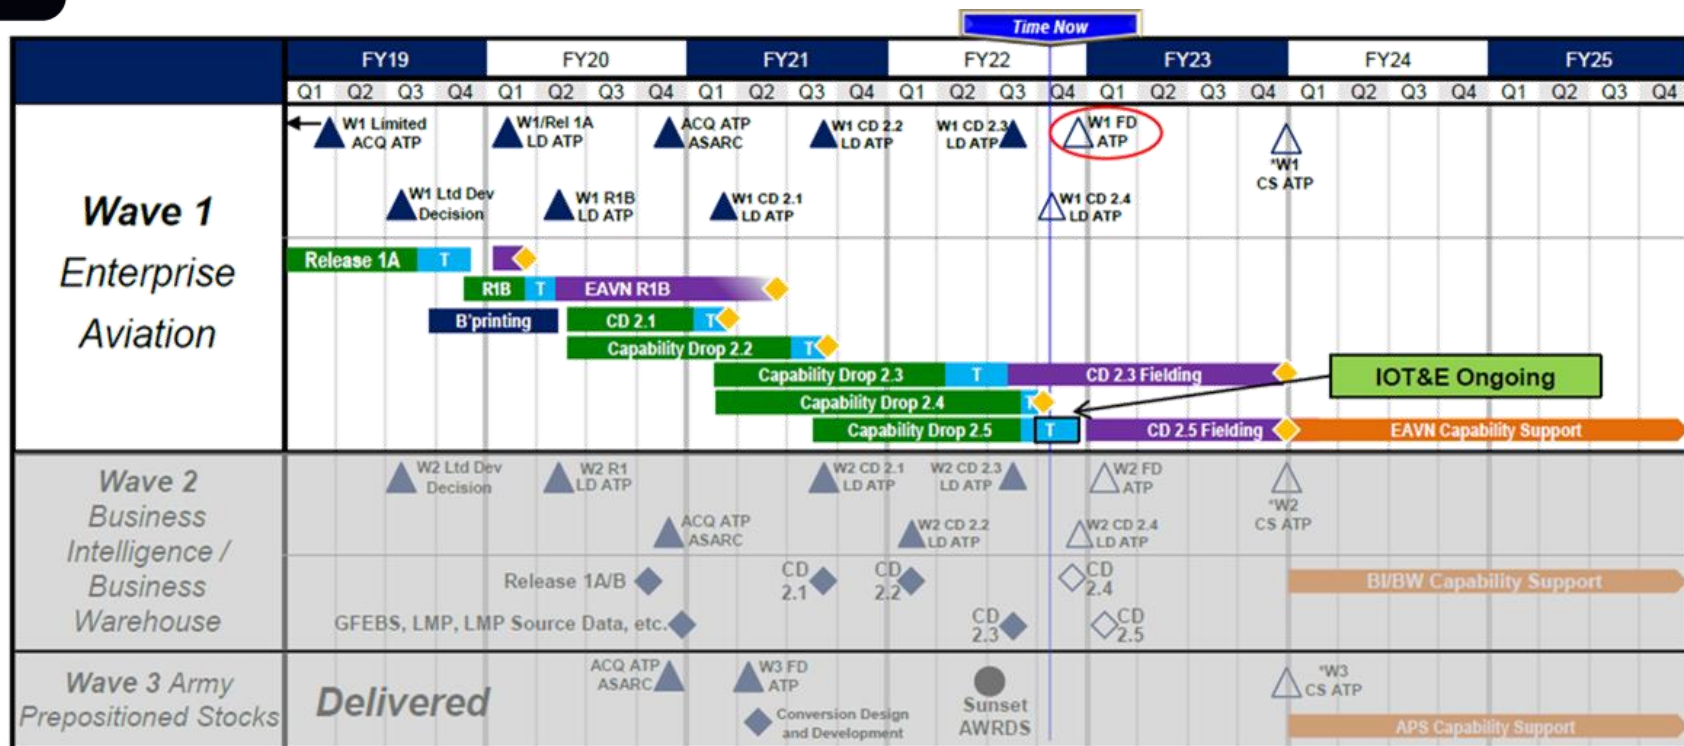 Time Now
FY19 FY20 FY21 FY22 FY23 FY24 FY25
Q1 Q2 Q3 Q4 Q1 Q2 Q3 Q4 Q1 Q2 Q3 Q4 Q1 Q2 Q3 Q4 Q1 Q2 Q3 Q4 Q1 Q2 Q3 Q4 Q1 Q2 Q3 Q4
Wave 1
Enterprise
Aviation
W1 Limited
ACQ ATP
W1/Rel 1A
LD ATP
ACQ ATP
ASARC
W1 CD 2.2
LD ATP
W1 CD 2.3
LD ATP
W1 FD
ATP
*W1
CS ATP
W1 Ltd Dev
Decision
W1 R1B
LD ATP
W1 CD 2.1
LD ATP
W1 CD 2.4
LD ATP
Release 1A T
R1B T EAVN R1B
B'printing CD 2.1 T
Capability Drop 2.2 T
Capability Drop 2.3 T CD 2.3 Fielding
IOT&E Ongoing
Capability Drop 2.4 T
Capability Drop 2.5 T CD 2.5 Fielding EAVN Capability Support
Wave 2
Business
Intelligence /
Business
Warehouse
W2 Ltd Dev
Decision
W2 R1
LD ATP
W2 CD 2.1
LD ATP
W2 CD 2.3
LD ATP
W2 FD
ATP
*W2
CS ATP
ACQ ATP
ASARC
W2 CD 2.2
LD ATP
W2 CD 2.4
LD ATP
Release 1A/B
CD
2.1
CD
2.2
CD
2.4
BI/BW Capability Support
GFEBS, LMP, LMP Source Data, etc.
CD
2.3
CD
2.5
Wave 3 Army
Prepositioned Stocks
Delivered
ACQ ATP
ASARC
W3 FD
ATP
Conversion Design
and Development
Sunset
AWRDS
*W3
CS ATP
APS Capability Support